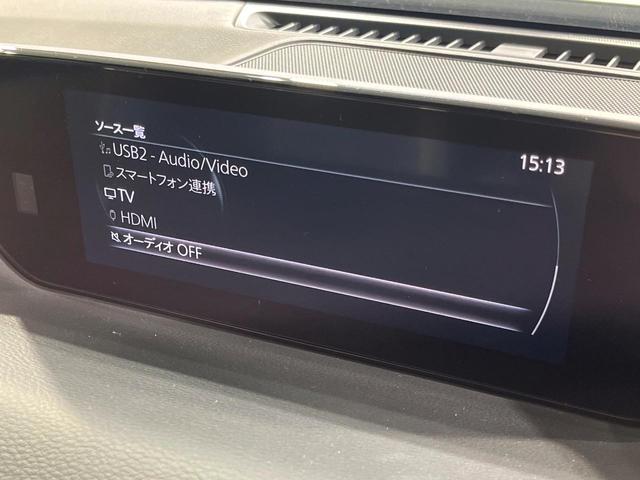 ソース一覧
15:13
USB2 - Audio/Video
スマートフォン連携
TV
HDMI
オーディオ OFF